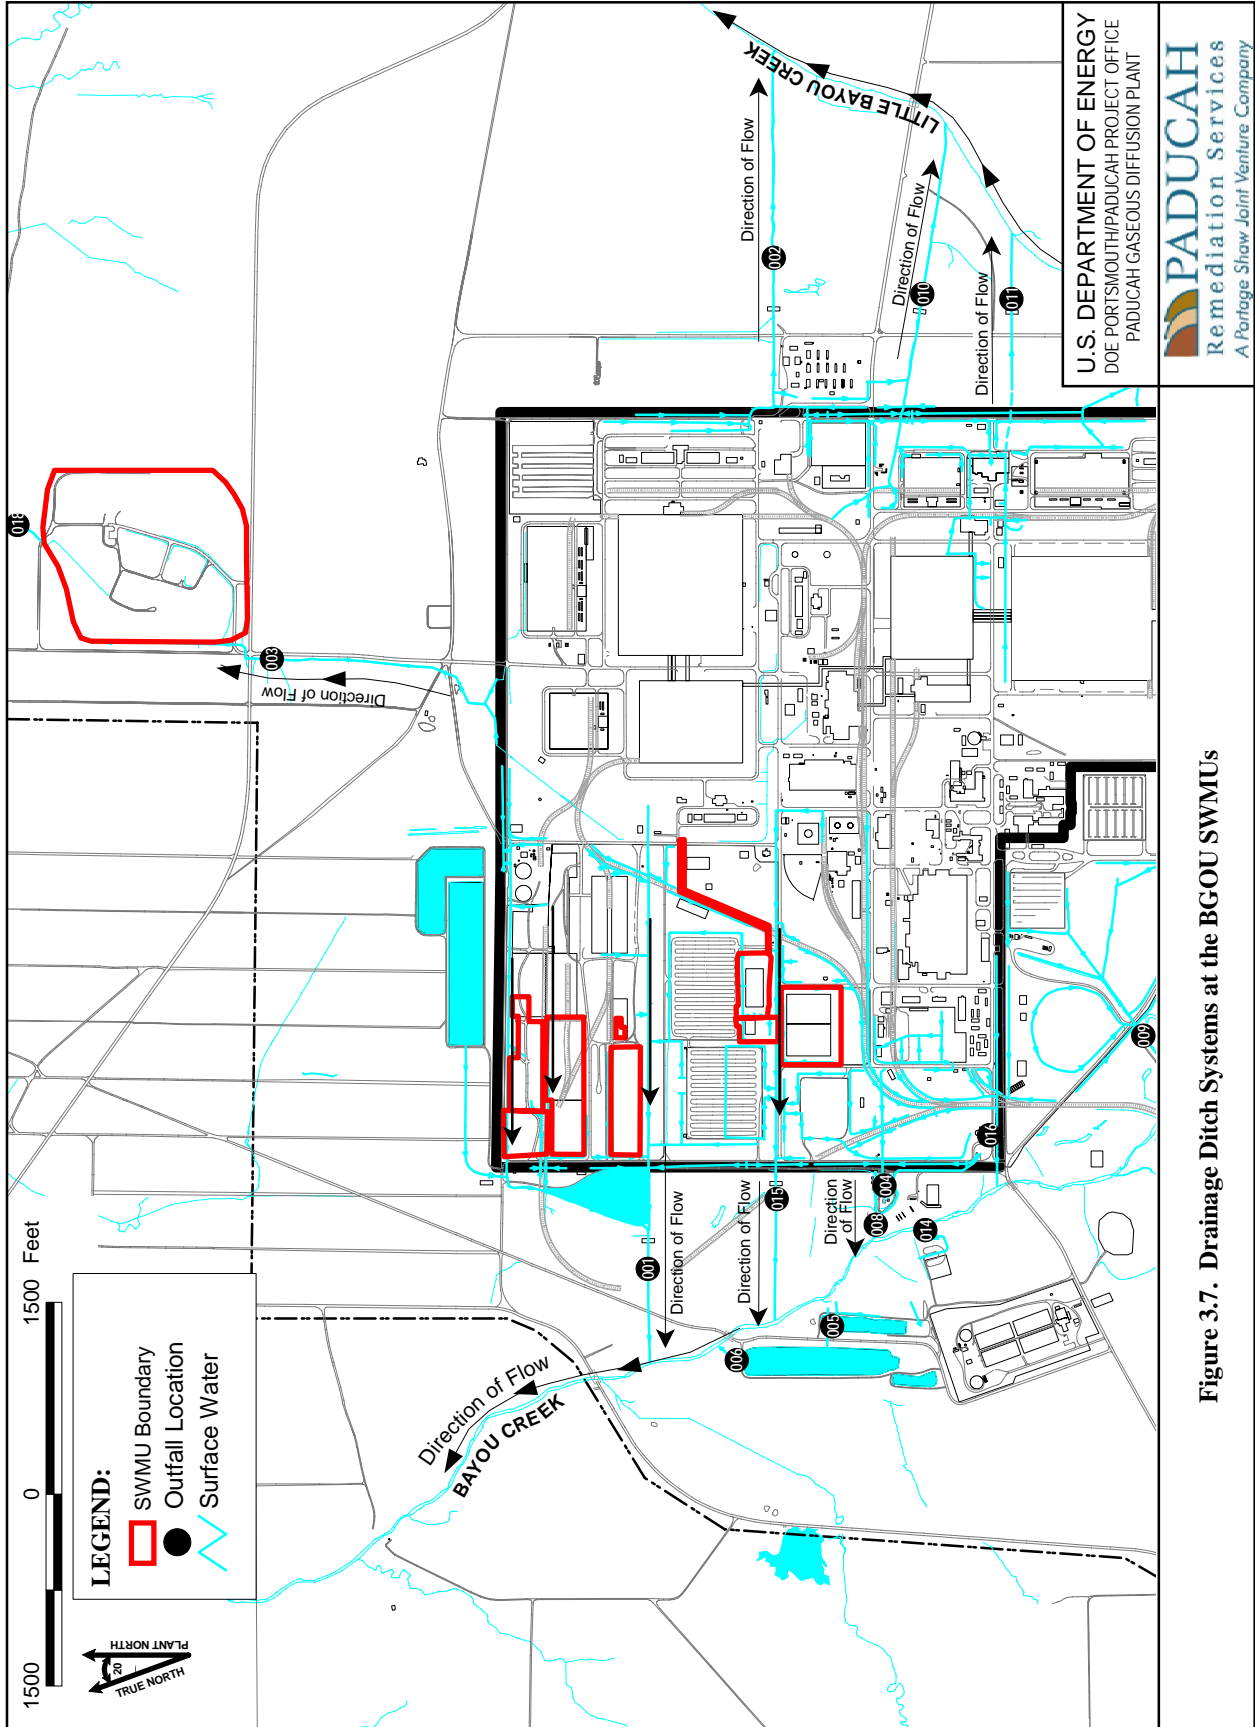 1500 0 1500 Feet
LEGEND:
SWMU Boundary
Outfall Location
Surface Water
PLANT NORTH
20
TRUE NORTH
018
003
Direction of Flow
Direction of Flow
BAYOU CREEK
001
Direction of Flow
006
005
015
Direction of Flow
Direction
of Flow
008
004
014
016
009
LITTLE BAYOU CREEK
002
Direction of Flow
010
Direction of Flow
011
Direction of Flow
U.S. DEPARTMENT OF ENERGY
DOE PORTSMOUTH/PADUCAH PROJECT OFFICE
PADUCAH GASEOUS DIFFUSION PLANT
PADUCAH
Remediation Services
A Portage Shaw Joint Venture Company
Figure 3.7. Drainage Ditch Systems at the BGOU SWMUs